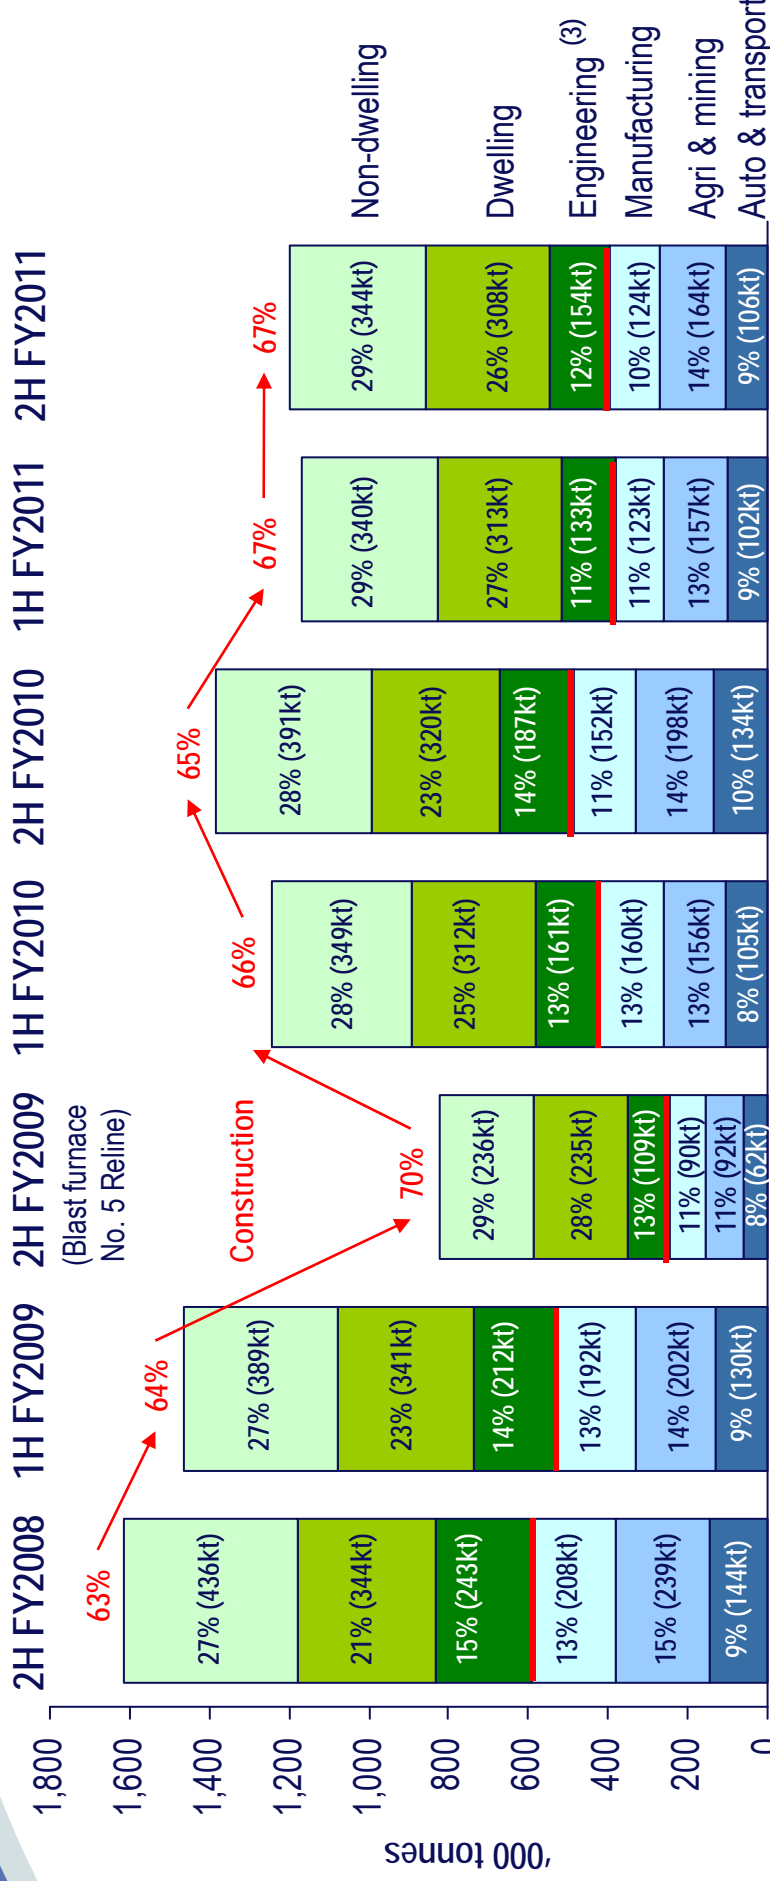 2H FY2008
1H FY2009
2H FY2009
(Blast furnace
No. 5 Reline)
1H FY2010
2H FY2010
1H FY2011
2H FY2011
63%
64%
Construction
70%
66%
65%
67%
67%
'000 tonnes
1,800
1,600
1,400
1,200
1,000
800
600
400
200
0
27% (436kt)
21% (344kt)
15% (243kt)
13% (208kt)
15% (239kt)
9% (144kt)
27% (389kt)
23% (341kt)
14% (212kt)
13% (192kt)
14% (202kt)
9% (130kt)
29% (236kt)
28% (235kt)
13% (109kt)
11% (90kt)
11% (92kt)
8% (62kt)
28% (349kt)
25% (312kt)
13% (161kt)
13% (160kt)
13% (156kt)
8% (105kt)
28% (391kt)
23% (320kt)
14% (187kt)
11% (152kt)
14% (198kt)
10% (134kt)
29% (340kt)
27% (313kt)
11% (133kt)
11% (123kt)
13% (157kt)
9% (102kt)
29% (344kt)
26% (308kt)
12% (154kt)
10% (124kt)
14% (164kt)
9% (106kt)
Non-dwelling
Dwelling
Engineering (3)
Manufacturing
Agri & mining
Auto & transport